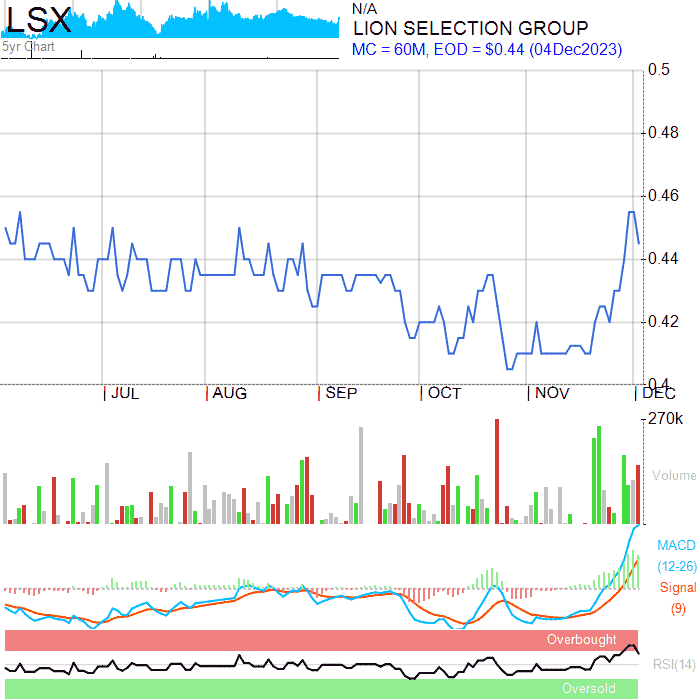 LSX
5yr Chart
N/A
LION SELECTION GROUP
MC = 60M, EOD = $0.44 (04Dec2023)
0.5
0.48
0.46
0.44
0.42
0.4
JUL AUG SEP OCT NOV DEC
270k
Volume
MACD
(12-26)
Signal
(9)
Overbought
RSI(14)
Oversold